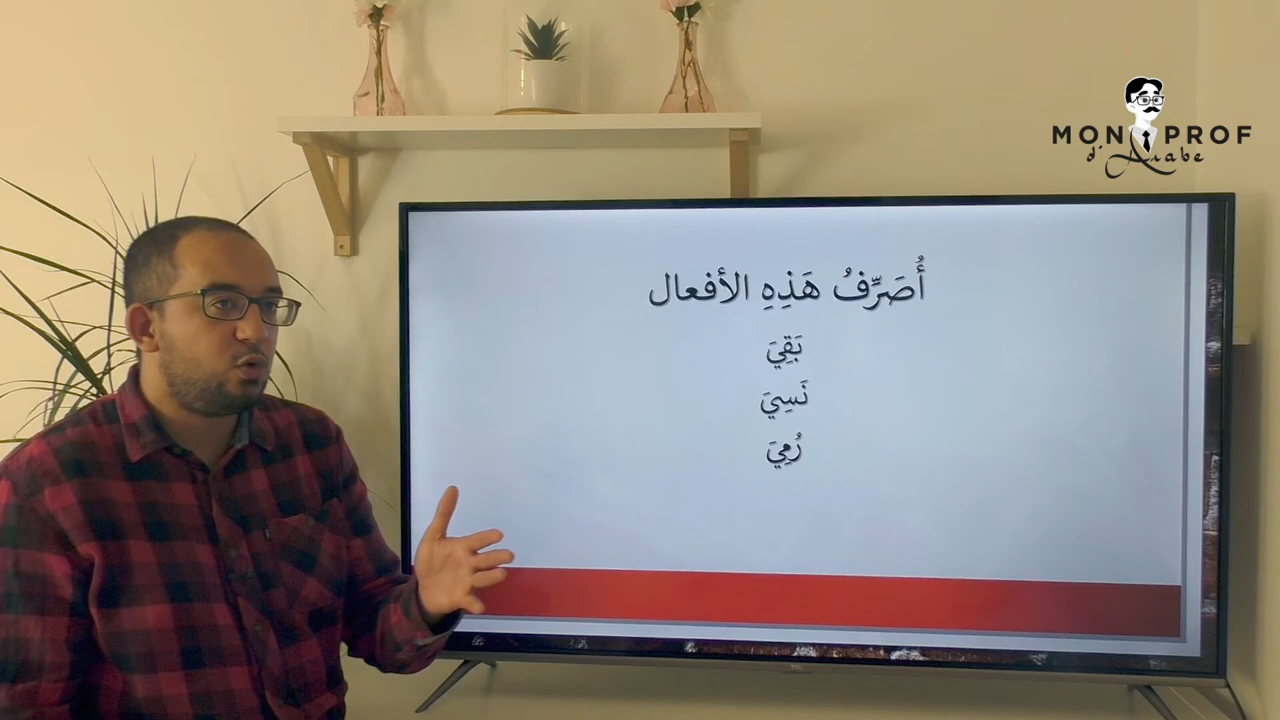 MON PROF
d'Arabe
أُصَرِّفُ هَذِهِ الأفعال
بَقِيَ
نَسِيَ
رُمِيَ